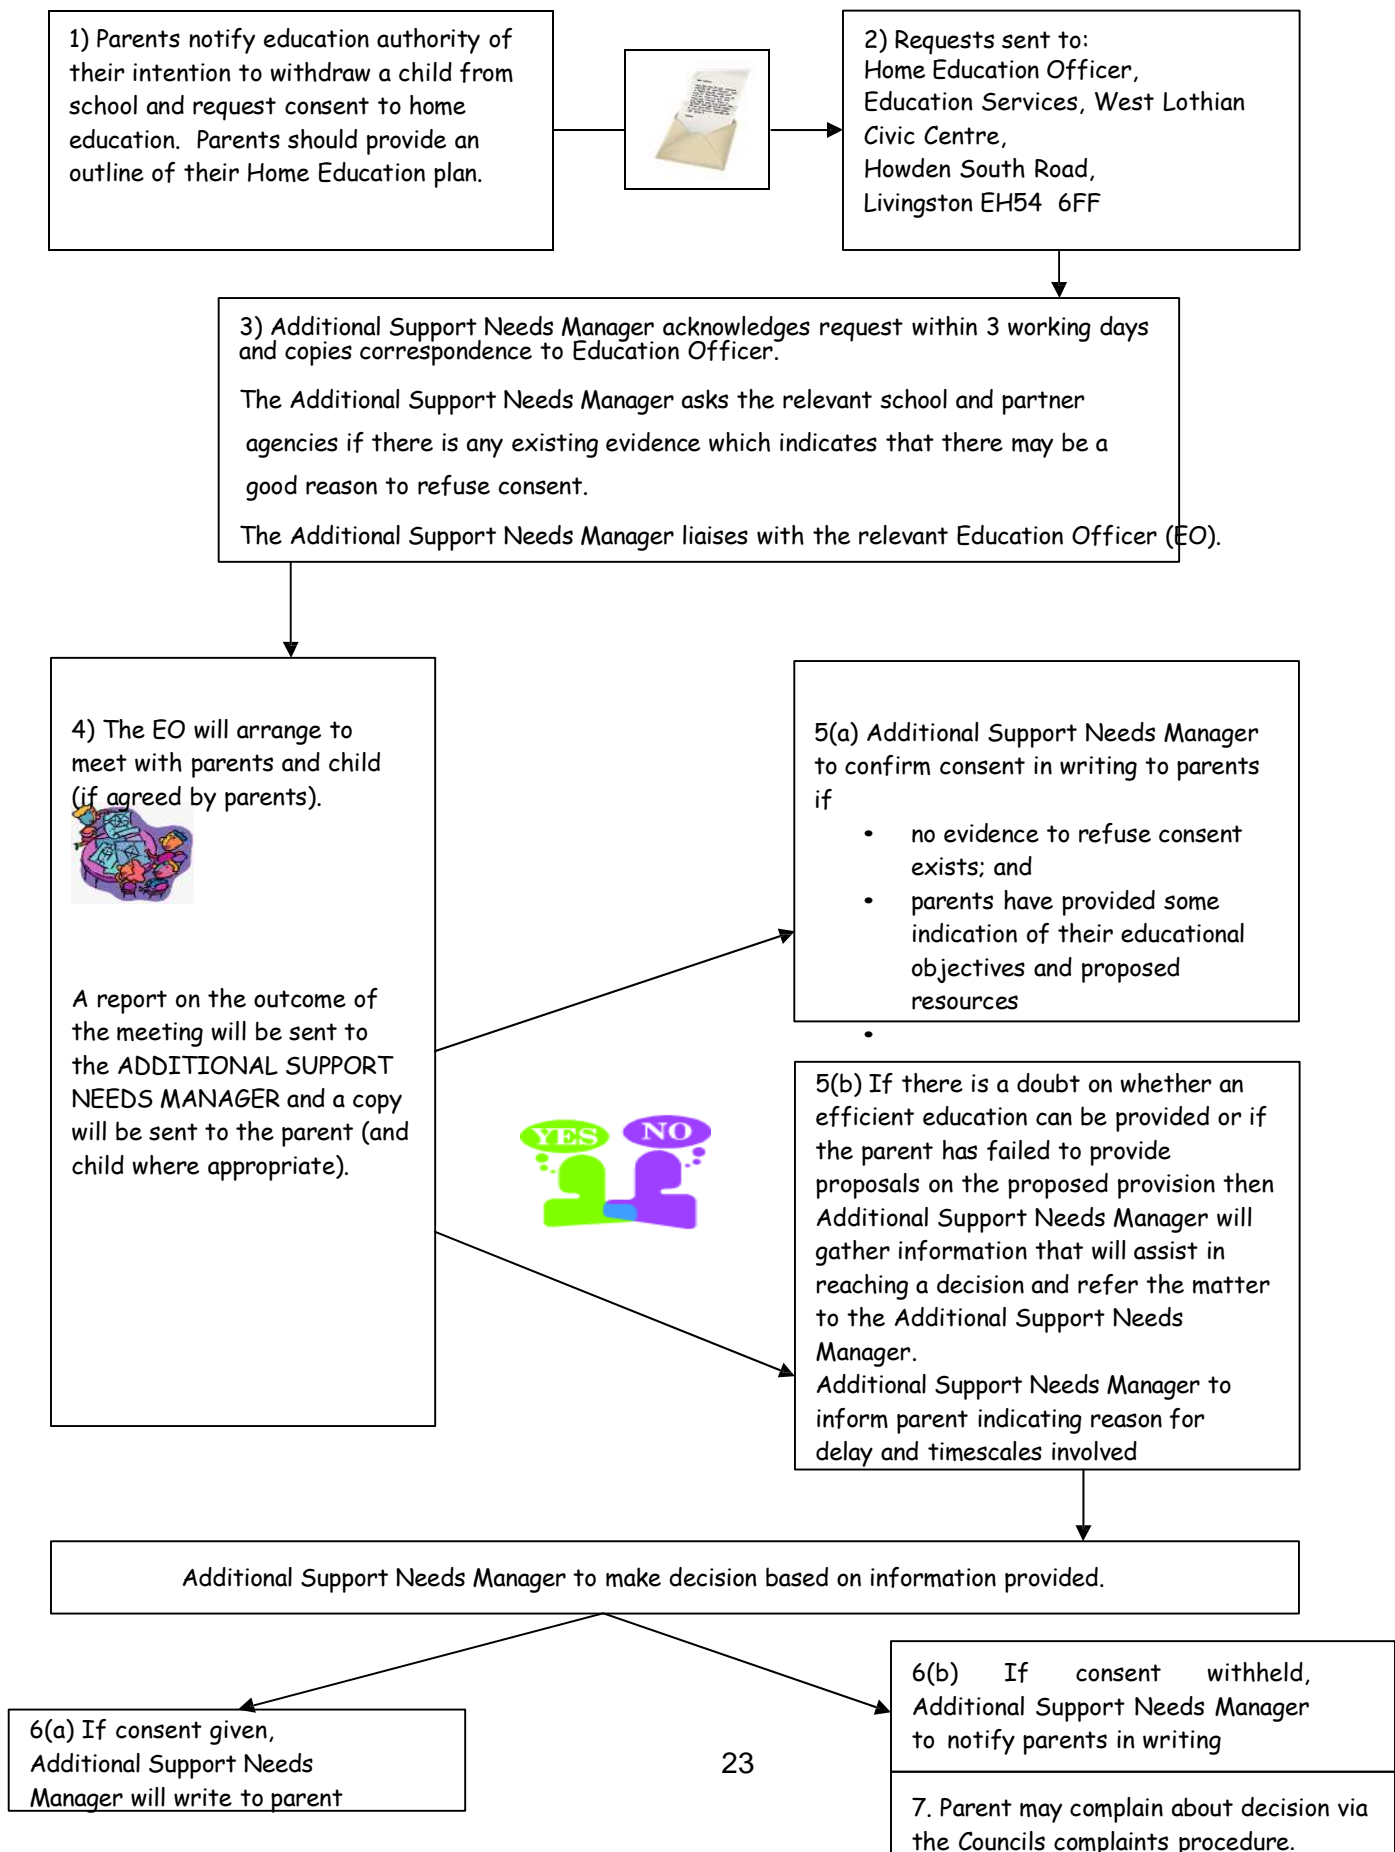 1) Parents notify education authority of
their intention to withdraw a child from
school and request consent to home
education. Parents should provide an
outline of their Home Education plan.
2) Requests sent to:
Home Education Officer,
Education Services, West Lothian
Civic Centre,
Howden South Road,
Livingston EH54 6FF
3) Additional Support Needs Manager acknowledges request within 3 working days
and copies correspondence to Education Officer.
The Additional Support Needs Manager asks the relevant school and partner
agencies if there is any existing evidence which indicates that there may be a
good reason to refuse consent.
The Additional Support Needs Manager liaises with the relevant Education Officer (EO).
4) The EO will arrange to
meet with parents and child
(if agreed by parents).
A report on the outcome of
the meeting will be sent to
the ADDITIONAL SUPPORT
NEEDS MANAGER and a copy
will be sent to the parent (and
child where appropriate).
5(a) Additional Support Needs Manager
to confirm consent in writing to parents
if
• no evidence to refuse consent
exists; and
• parents have provided some
indication of their educational
objectives and proposed
resources
•
YES NO
5(b) If there is a doubt on whether an
efficient education can be provided or if
the parent has failed to provide
proposals on the proposed provision then
Additional Support Needs Manager will
gather information that will assist in
reaching a decision and refer the matter
to the Additional Support Needs
Manager.
Additional Support Needs Manager to
inform parent indicating reason for
delay and timescales involved
Additional Support Needs Manager to make decision based on information provided.
6(a) If consent given,
Additional Support Needs
Manager will write to parent
23
6(b) If consent withheld,
Additional Support Needs Manager
to notify parents in writing
7. Parent may complain about decision via
the Councils complaints procedure.